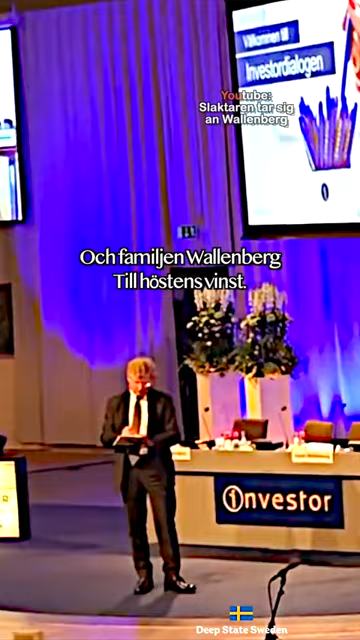 Välkommen till
Investordialogen
Youtube:
Slaktaren tar sig
an Wallenberg
Och familjen Wallenberg
Till höstens vinst.
investor
Deep State Sweden